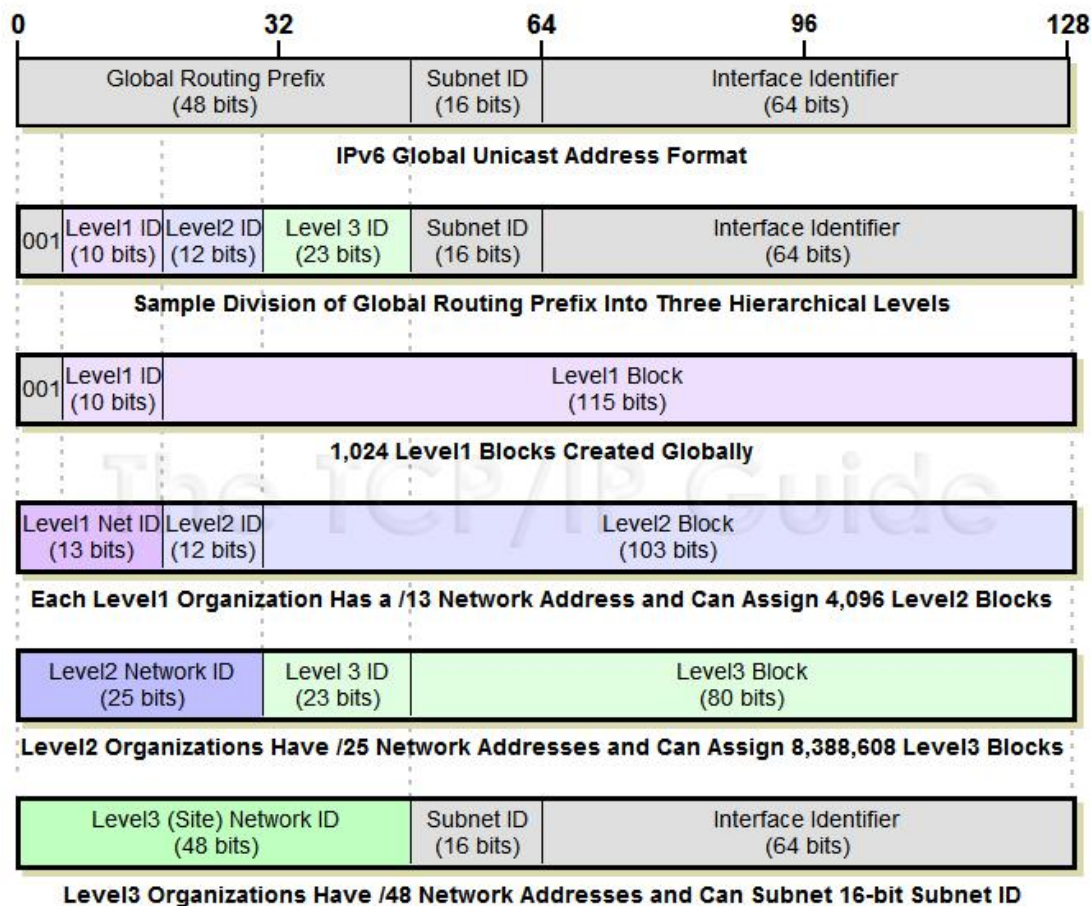 0 32 64 96 128
Global Routing Prefix Subnet ID Interface Identifier
(48 bits) (16 bits) (64 bits)
IPv6 Global Unicast Address Format
001 Level1 ID Level2 ID Level 3 ID Subnet ID Interface Identifier
(10 bits) (12 bits) (23 bits) (16 bits) (64 bits)
Sample Division of Global Routing Prefix Into Three Hierarchical Levels
001 Level1 ID Level1 Block
(10 bits) (115 bits)
1,024 Level1 Blocks Created Globally
The TCP/IP Guide
Level1 Net ID Level2 ID Level2 Block
(13 bits) (12 bits) (103 bits)
Each Level1 Organization Has a /13 Network Address and Can Assign 4,096 Level2 Blocks
Level2 Network ID Level 3 ID Level3 Block
(25 bits) (23 bits) (80 bits)
Level2 Organizations Have /25 Network Addresses and Can Assign 8,388,608 Level3 Blocks
Level3 (Site) Network ID Subnet ID Interface Identifier
(48 bits) (16 bits) (64 bits)
Level3 Organizations Have /48 Network Addresses and Can Subnet 16-bit Subnet ID